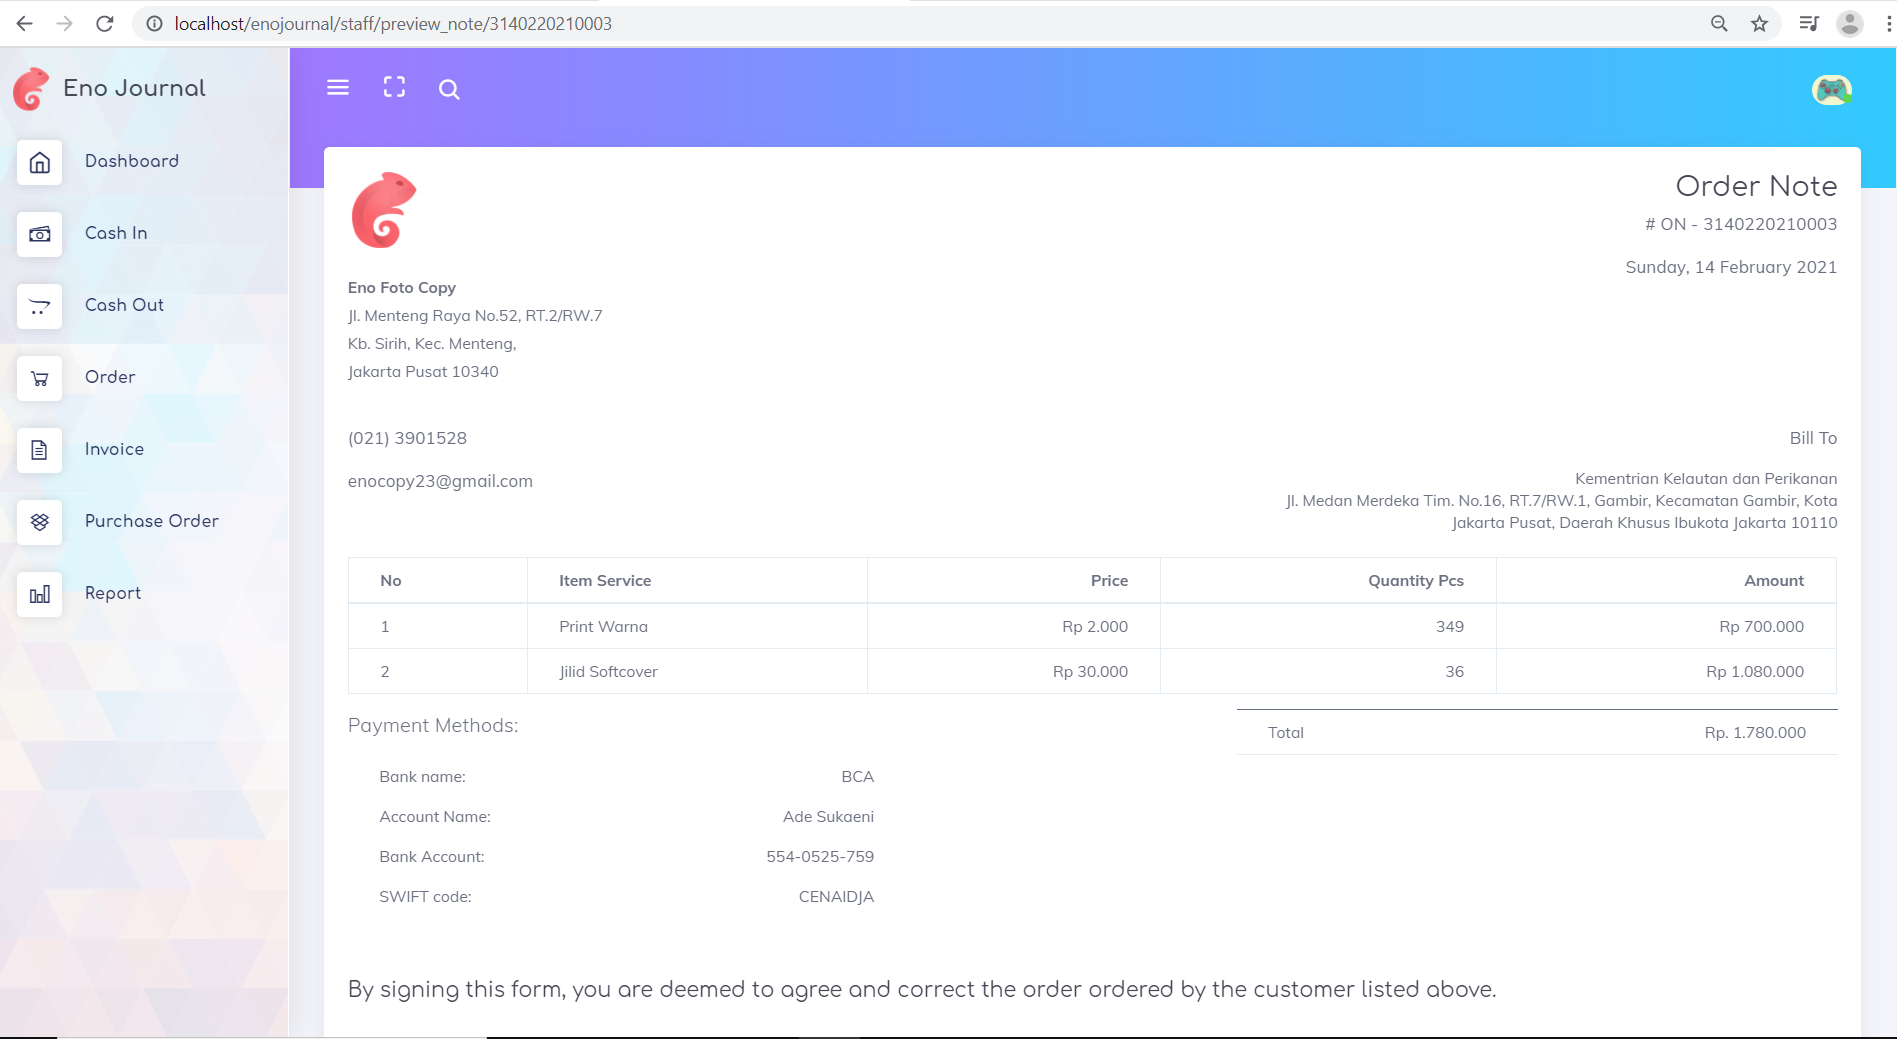 localhost/enojournal/staff/preview_note/3140220210003
Eno Journal
Dashboard
Cash In
Cash Out
Order
Invoice
Purchase Order
Report
Order Note
# ON - 3140220210003
Sunday, 14 February 2021
Eno Foto Copy
Jl. Menteng Raya No.52, RT.2/RW.7
Kb. Sirih, Kec. Menteng,
Jakarta Pusat 10340
(021) 3901528
enocopy23@gmail.com
Bill To
Kementrian Kelautan dan Perikanan
Jl. Medan Merdeka Tim. No.16, RT.7/RW.1, Gambir, Kecamatan Gambir, Kota
Jakarta Pusat, Daerah Khusus Ibukota Jakarta 10110
No Item Service Price Quantity Pcs Amount
1 Print Warna Rp 2.000 349 Rp 700.000
2 Jilid Softcover Rp 30.000 36 Rp 1.080.000
Total Rp. 1.780.000
Payment Methods:
Bank name: BCA
Account Name: Ade Sukaeni
Bank Account: 554-0525-759
SWIFT code: CENAIDJA
By signing this form, you are deemed to agree and correct the order ordered by the customer listed above.